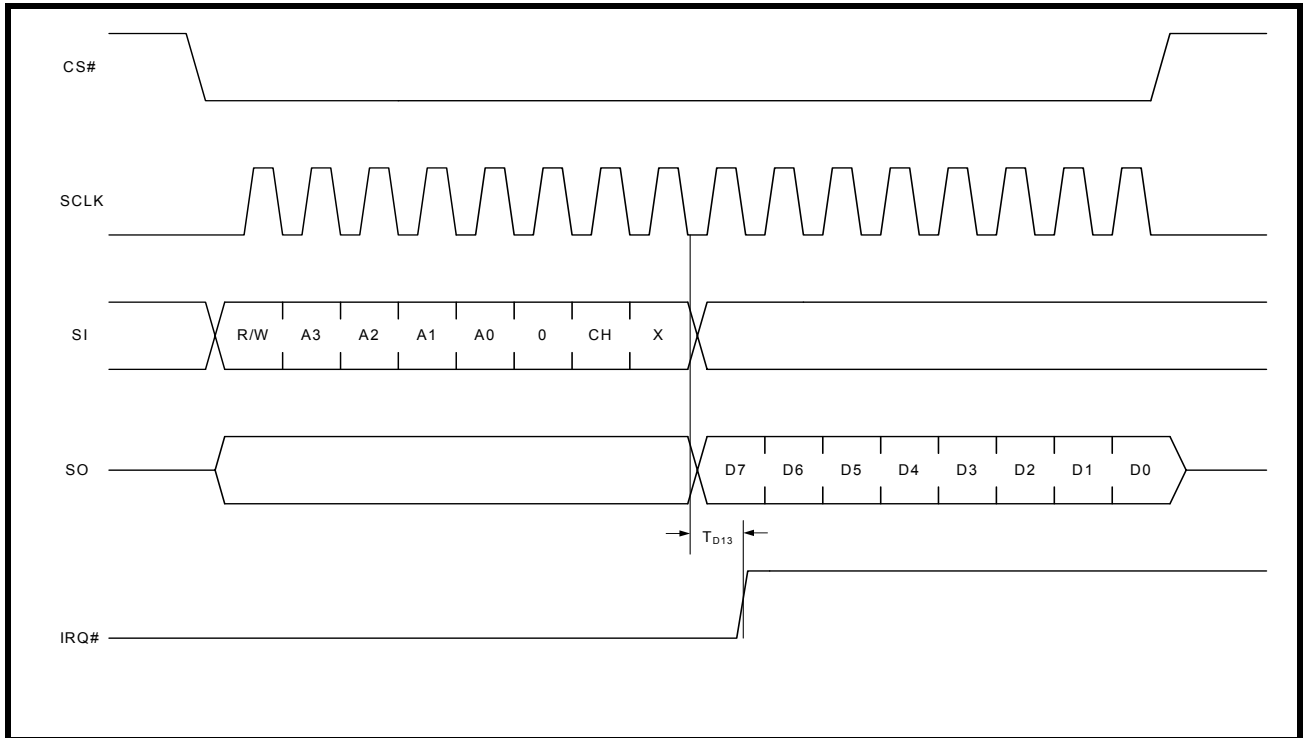 CS#
SCLK
SI
R/W A3 A2 A1 A0 0 CH X
SO
D7 D6 D5 D4 D3 D2 D1 D0
TD13
IRQ#